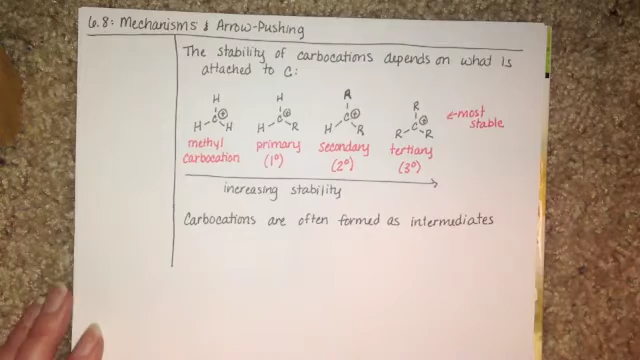 6.8: Mechanisms & Arrow-Pushing
The stability of carbocations depends on what is
attached to C:
H H R R
C⊕ C⊕ C⊕ C⊕
H H H R H R R R
←most
stable
methyl carbocation
primary (1°)
secondary (2°)
tertiary (3°)
increasing stability
Carbocations are often formed as intermediates